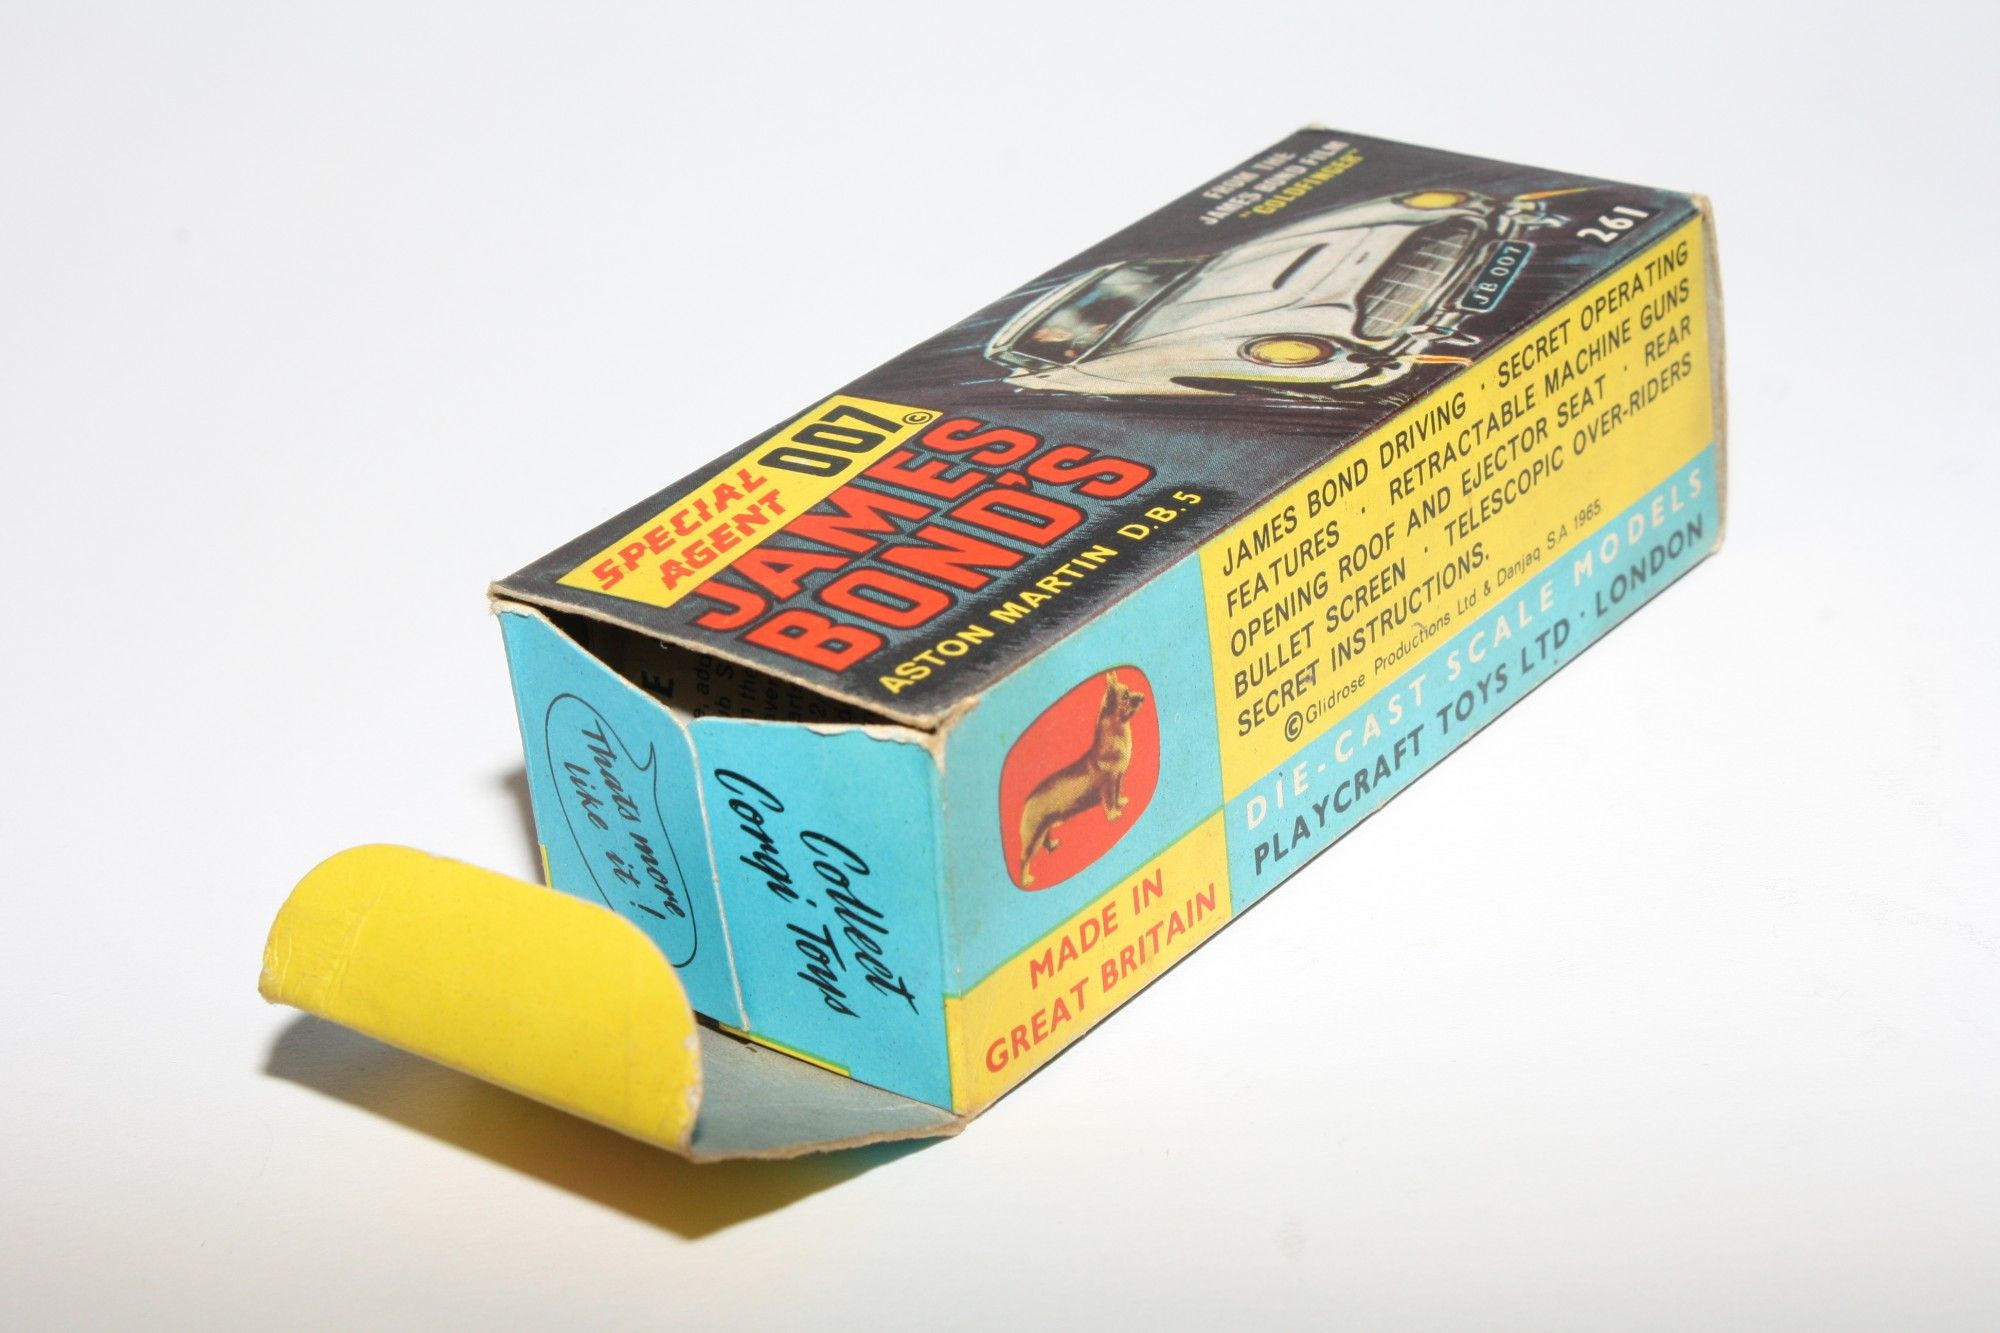 FROM THE
JAMES BOND FILM
"GOLDFINGER"
261
JB 007
SPECIAL
AGENT 007 ©
JAMES
BOND'S
ASTON MARTIN D.B.5
JAMES BOND DRIVING · SECRET OPERATING
FEATURES · RETRACTABLE MACHINE GUNS
OPENING ROOF AND EJECTOR SEAT · REAR
BULLET SCREEN · TELESCOPIC OVER-RIDERS
SECRET INSTRUCTIONS.
©Glidrose Productions Ltd. & Danjaq S.A. 1965
DIE-CAST SCALE MODELS
PLAYCRAFT TOYS LTD · LONDON
MADE IN
GREAT BRITAIN
That's more
like it!
Collect
Corgi Toys